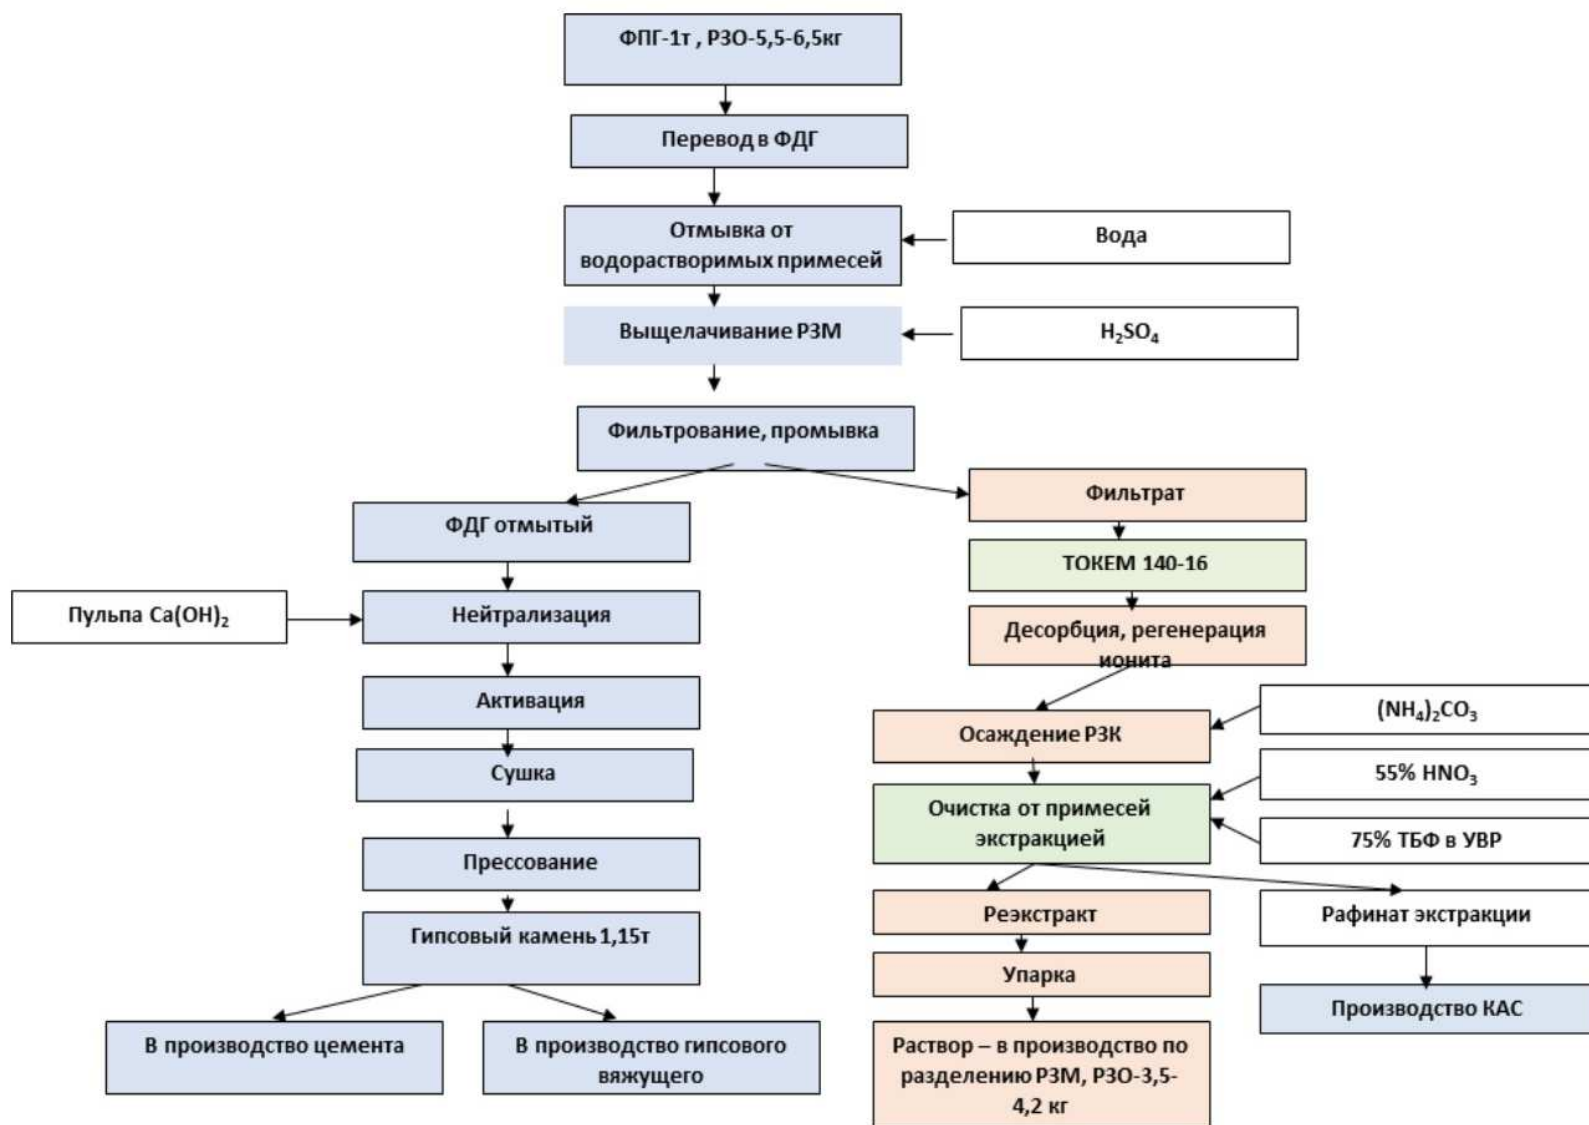 ФПГ-1т , РЗО-5,5-6,5кг
Перевод в ФДГ
Отмывка от
водорастворимых примесей
Вода
Выщелачивание РЗМ
H₂SO₄
Фильтрование, промывка
Фильтрат
ФДГ отмытый
ТОКЕМ 140-16
Пульпа Ca(OH)₂
Нейтрализация
Десорбция, регенерация
ионита
Активация
Осаждение РЗК
(NH₄)₂CO₃
Сушка
55% HNO₃
Очистка от примесей
экстракцией
75% ТБФ в УВР
Прессование
Реэкстракт
Рафинат экстракции
Гипсовый камень 1,15т
Упарка
Производство КАС
В производство цемента
В производство гипсового
вяжущего
Раствор – в производство по
разделению РЗМ, РЗО-3,5-
4,2 кг